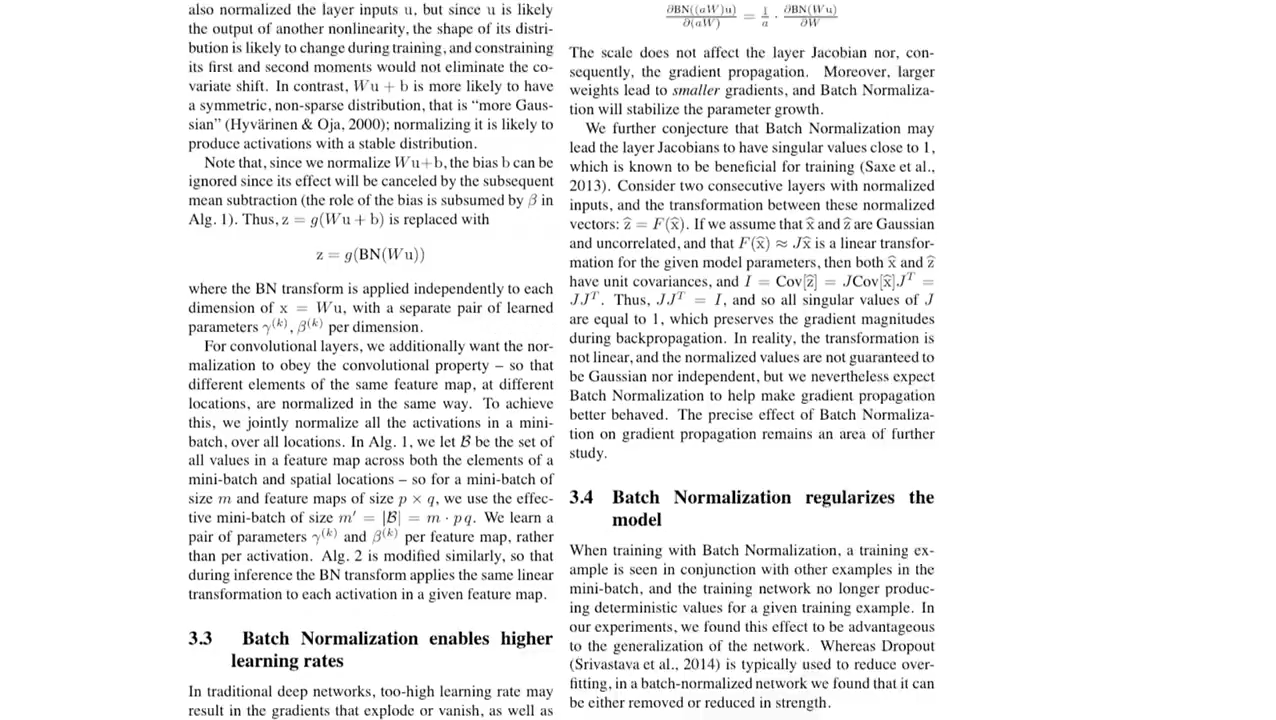 also normalized the layer inputs u, but since u is likely
the output of another nonlinearity, the shape of its distri-
bution is likely to change during training, and constraining
its first and second moments would not eliminate the co-
variate shift. In contrast, Wu + b is more likely to have
a symmetric, non-sparse distribution, that is “more Gaus-
sian” (Hyvärinen & Oja, 2000); normalizing it is likely to
produce activations with a stable distribution.
Note that, since we normalize Wu+b, the bias b can be
ignored since its effect will be canceled by the subsequent
mean subtraction (the role of the bias is subsumed by β in
Alg. 1). Thus, z = g(Wu + b) is replaced with
z = g(BN(Wu))
where the BN transform is applied independently to each
dimension of x = Wu, with a separate pair of learned
parameters γ^(k), β^(k) per dimension.
For convolutional layers, we additionally want the nor-
malization to obey the convolutional property – so that
different elements of the same feature map, at different
locations, are normalized in the same way. To achieve
this, we jointly normalize all the activations in a mini-
batch, over all locations. In Alg. 1, we let ℬ be the set of
all values in a feature map across both the elements of a
mini-batch and spatial locations – so for a mini-batch of
size m and feature maps of size p × q, we use the effec-
tive mini-batch of size m′ = |ℬ| = m · p q. We learn a
pair of parameters γ^(k) and β^(k) per feature map, rather
than per activation. Alg. 2 is modified similarly, so that
during inference the BN transform applies the same linear
transformation to each activation in a given feature map.
3.3 Batch Normalization enables higher
learning rates
In traditional deep networks, too-high learning rate may
result in the gradients that explode or vanish, as well as
∂BN((aW)u)/∂(aW) = 1/a · ∂BN(Wu)/∂W
The scale does not affect the layer Jacobian nor, con-
sequently, the gradient propagation. Moreover, larger
weights lead to smaller gradients, and Batch Normaliza-
tion will stabilize the parameter growth.
We further conjecture that Batch Normalization may
lead the layer Jacobians to have singular values close to 1,
which is known to be beneficial for training (Saxe et al.,
2013). Consider two consecutive layers with normalized
inputs, and the transformation between these normalized
vectors: ẑ = F(x̂). If we assume that x̂ and ẑ are Gaussian
and uncorrelated, and that F(x̂) ≈ Jx̂ is a linear transfor-
mation for the given model parameters, then both x̂ and ẑ
have unit covariances, and I = Cov[ẑ] = JCov[x̂]J^T =
JJ^T. Thus, JJ^T = I, and so all singular values of J
are equal to 1, which preserves the gradient magnitudes
during backpropagation. In reality, the transformation is
not linear, and the normalized values are not guaranteed to
be Gaussian nor independent, but we nevertheless expect
Batch Normalization to help make gradient propagation
better behaved. The precise effect of Batch Normaliza-
tion on gradient propagation remains an area of further
study.
3.4 Batch Normalization regularizes the
model
When training with Batch Normalization, a training ex-
ample is seen in conjunction with other examples in the
mini-batch, and the training network no longer produc-
ing deterministic values for a given training example. In
our experiments, we found this effect to be advantageous
to the generalization of the network. Whereas Dropout
(Srivastava et al., 2014) is typically used to reduce over-
fitting, in a batch-normalized network we found that it can
be either removed or reduced in strength.